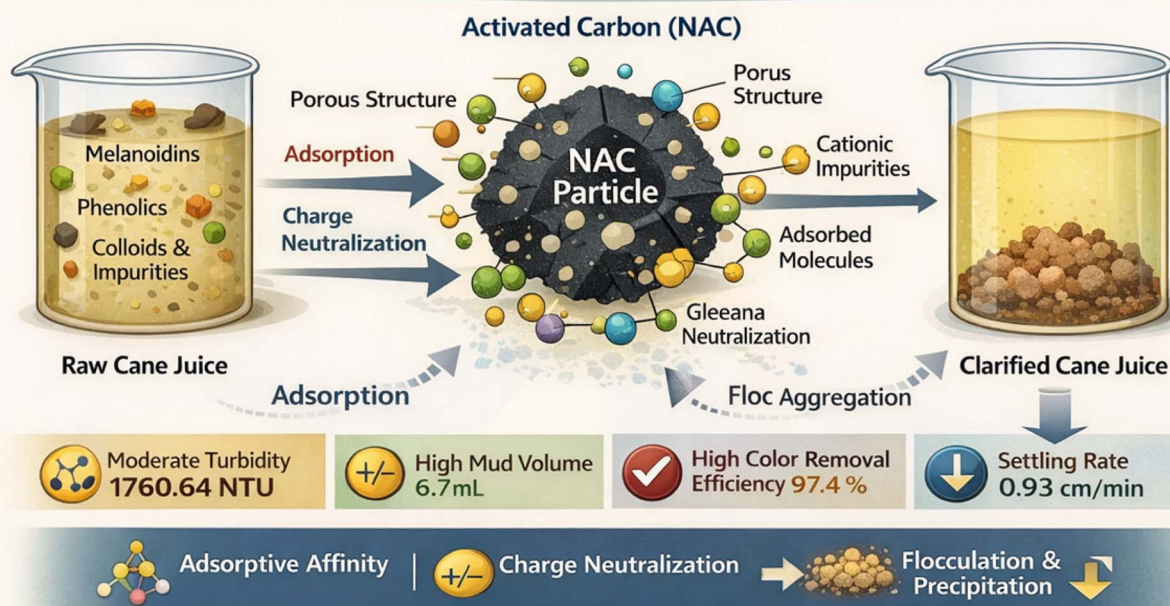 Activated Carbon (NAC)
Melanoidins
Phenolics
Colloids &
Impurities
Raw Cane Juice
Porous Structure
Adsorption
Charge
Neutralization
NAC
Particle
Porus
Structure
Cationic
Impurities
Adsorbed
Molecules
Gleeana
Neutralization
Clarified Cane Juice
Adsorption
Floc Aggregation
Moderate Turbidity
1760.64 NTU
+/-
High Mud Volume
6.7mL
High Color Removal
Efficiency 97.4 %
Settling Rate
0.93 cm/min
Adsorptive Affinity
+/-
Charge Neutralization
Flocculation &
Precipitation